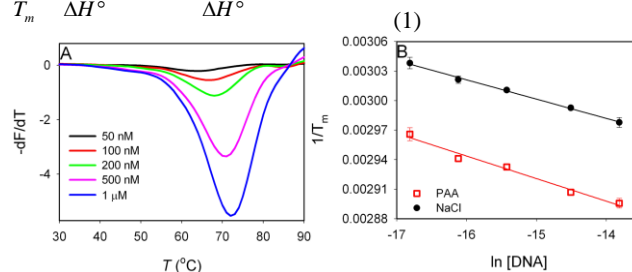 T_m ΔH° ΔH° (1)
A
-dF/dT
0
-2
-4
50 nM
100 nM
200 nM
500 nM
1 μM
30 40 50 60 70 80 90
T (°C)
B
1/T_m
0.00306
0.00303
0.00300
0.00297
0.00294
0.00291
0.00288
PAA
NaCl
-17 -16 -15 -14
ln [DNA]